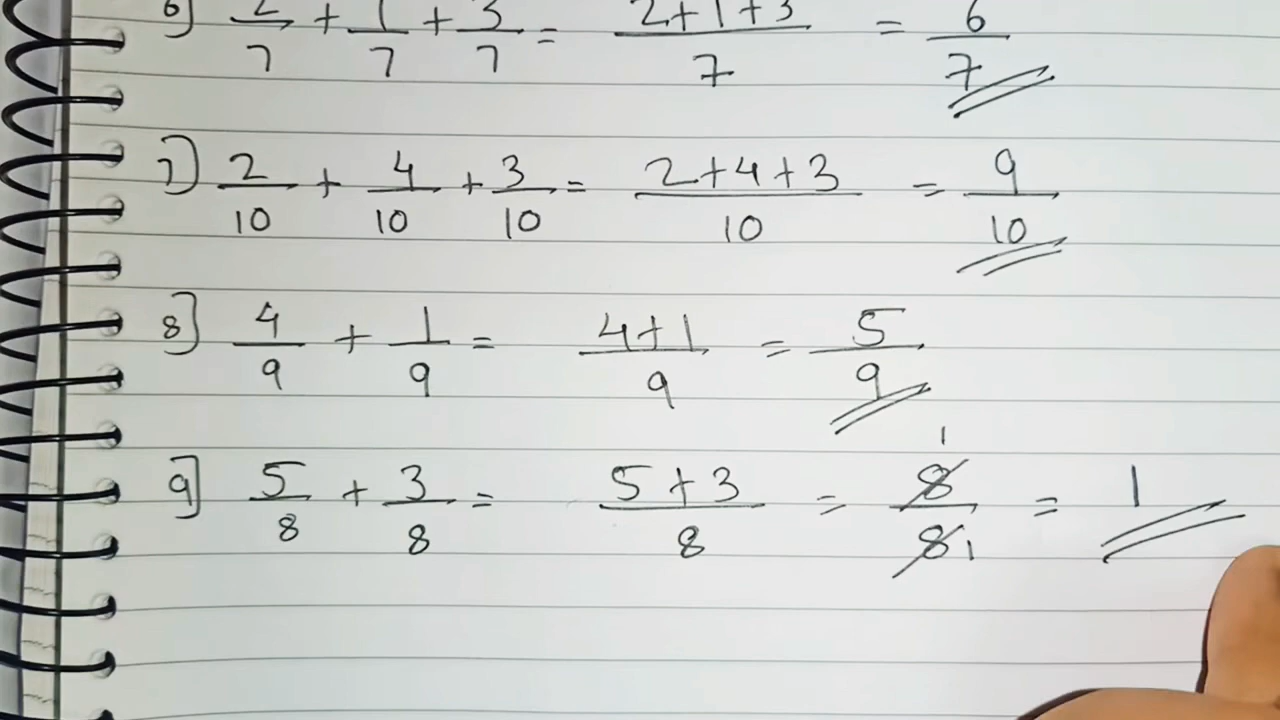 6] 2/7 + 1/7 + 3/7 = 2+1+3/7 = 6/7
7] 2/10 + 4/10 + 3/10 = 2+4+3/10 = 9/10
8] 4/9 + 1/9 = 4+1/9 = 5/9
9] 5/8 + 3/8 = 5+3/8 = 8/8 1 1 = 1